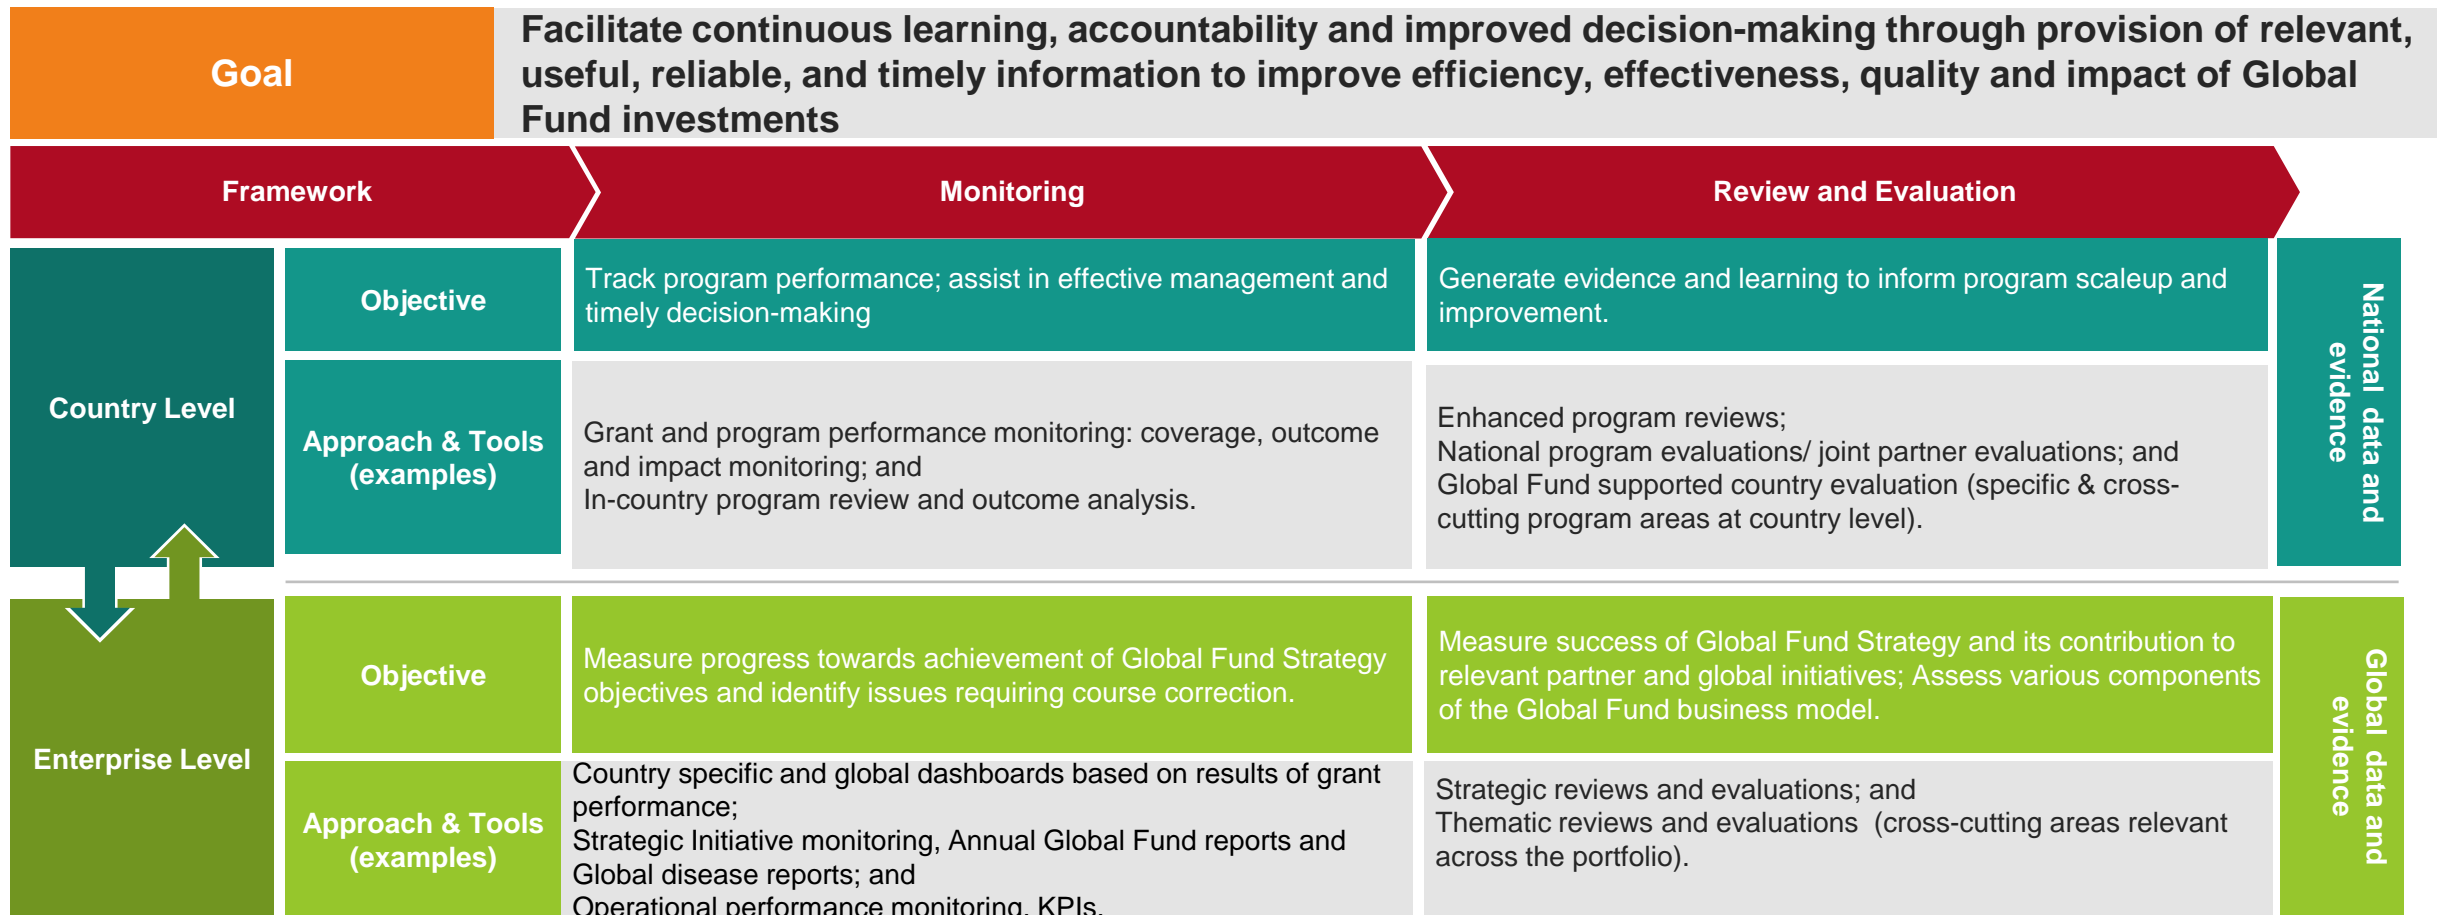 Goal
Facilitate continuous learning, accountability and improved decision-making through provision of relevant,
useful, reliable, and timely information to improve efficiency, effectiveness, quality and impact of Global
Fund investments
Framework
Monitoring
Review and Evaluation
Country Level
Objective
Track program performance; assist in effective management and
timely decision-making
Generate evidence and learning to inform program scaleup and
improvement.
National data and
evidence
Approach & Tools
(examples)
Grant and program performance monitoring: coverage, outcome
and impact monitoring; and
In-country program review and outcome analysis.
Enhanced program reviews;
National program evaluations/ joint partner evaluations; and
Global Fund supported country evaluation (specific & cross-
cutting program areas at country level).
Enterprise Level
Objective
Measure progress towards achievement of Global Fund Strategy
objectives and identify issues requiring course correction.
Measure success of Global Fund Strategy and its contribution to
relevant partner and global initiatives; Assess various components
of the Global Fund business model.
Global data and
evidence
Approach & Tools
(examples)
Country specific and global dashboards based on results of grant
performance;
Strategic Initiative monitoring, Annual Global Fund reports and
Global disease reports; and
Operational performance monitoring, KPIs.
Strategic reviews and evaluations; and
Thematic reviews and evaluations (cross-cutting areas relevant
across the portfolio).